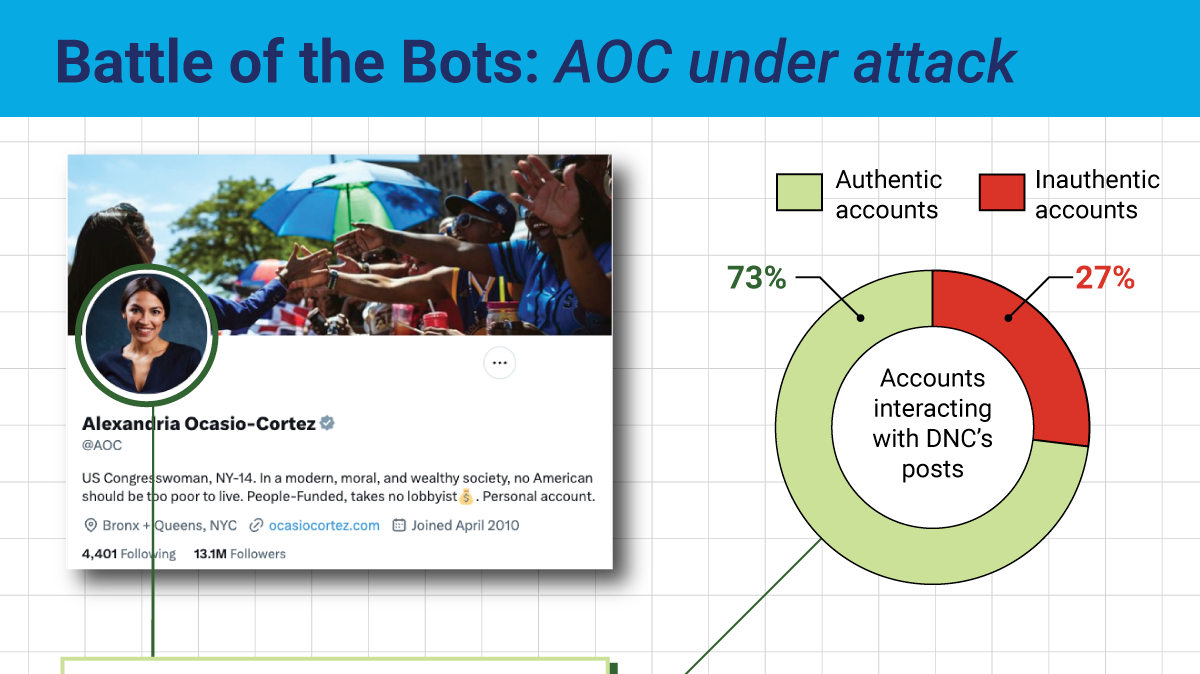 Battle of the Bots: AOC under attack
Alexandria Ocasio-Cortez
@AOC
US Congresswoman, NY-14. In a modern, moral, and wealthy society, no American
should be too poor to live. People-Funded, takes no lobbyist💰. Personal account.
Bronx + Queens, NYC ocasiocortez.com Joined April 2010
4,401 Following 13.1M Followers
Authentic
accounts
Inauthentic
accounts
73%
27%
Accounts
interacting
with DNC's
posts